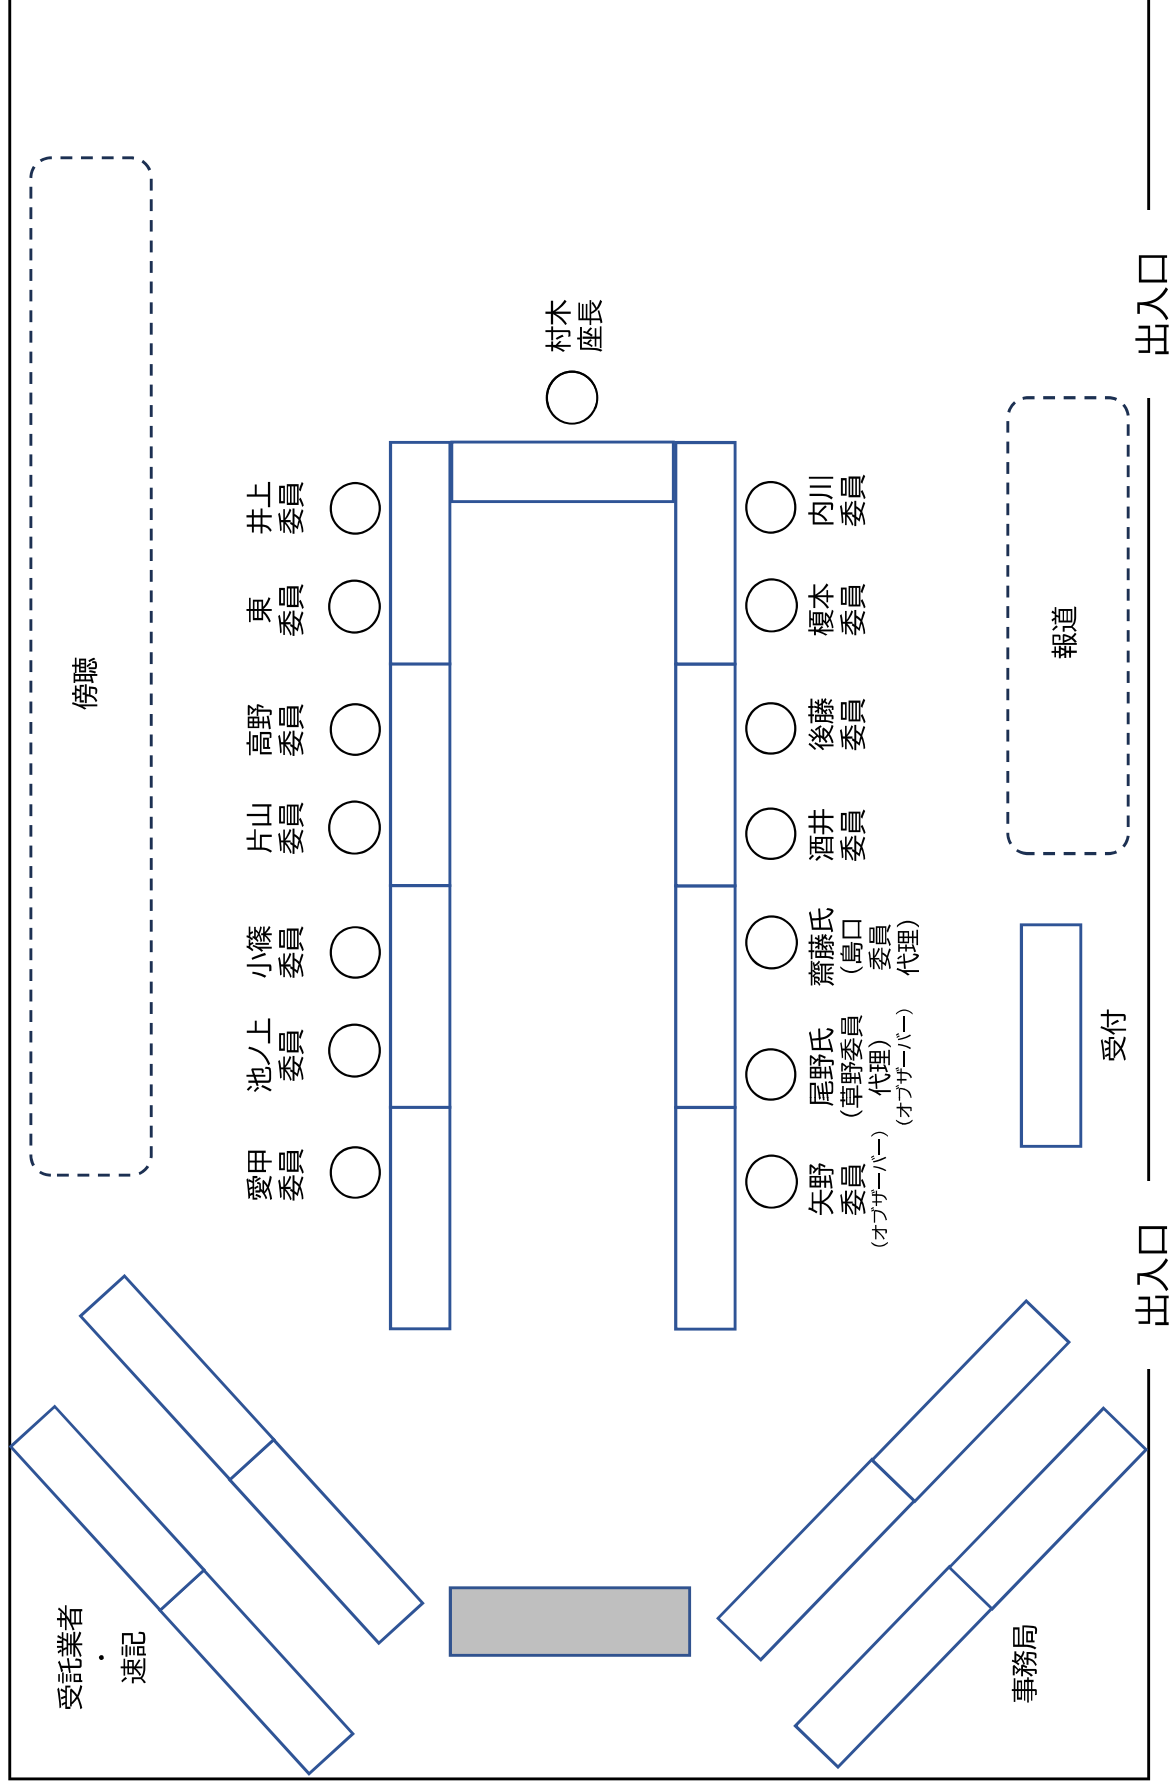 傍聴
井上
委員
東
委員
高野
委員
片山
委員
小篠
委員
池ノ上
委員
愛甲
委員
村木
座長
内川
委員
榎本
委員
後藤
委員
酒井
委員
齋藤氏
(島口
委員
代理)
尾野氏
(草野委員
代理)
(オブザーバー)
矢野
委員
(オブザーバー)
報道
受付
出入口
出入口
受託業者
・
速記
事務局